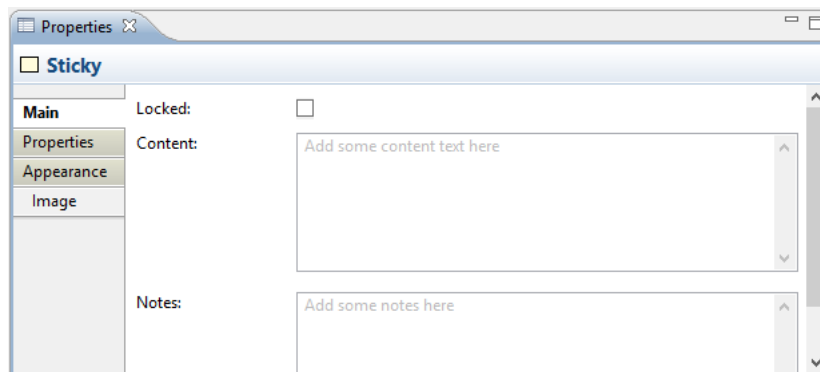 Properties
Sticky
Main
Properties
Appearance
Image
Locked:
Content:
Add some content text here
Notes:
Add some notes here